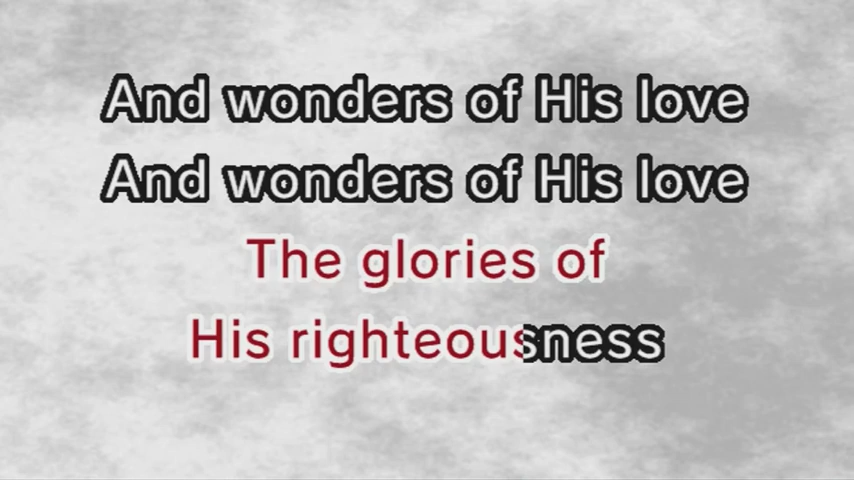 And wonders of His love
And wonders of His love
The glories of
His righteousness